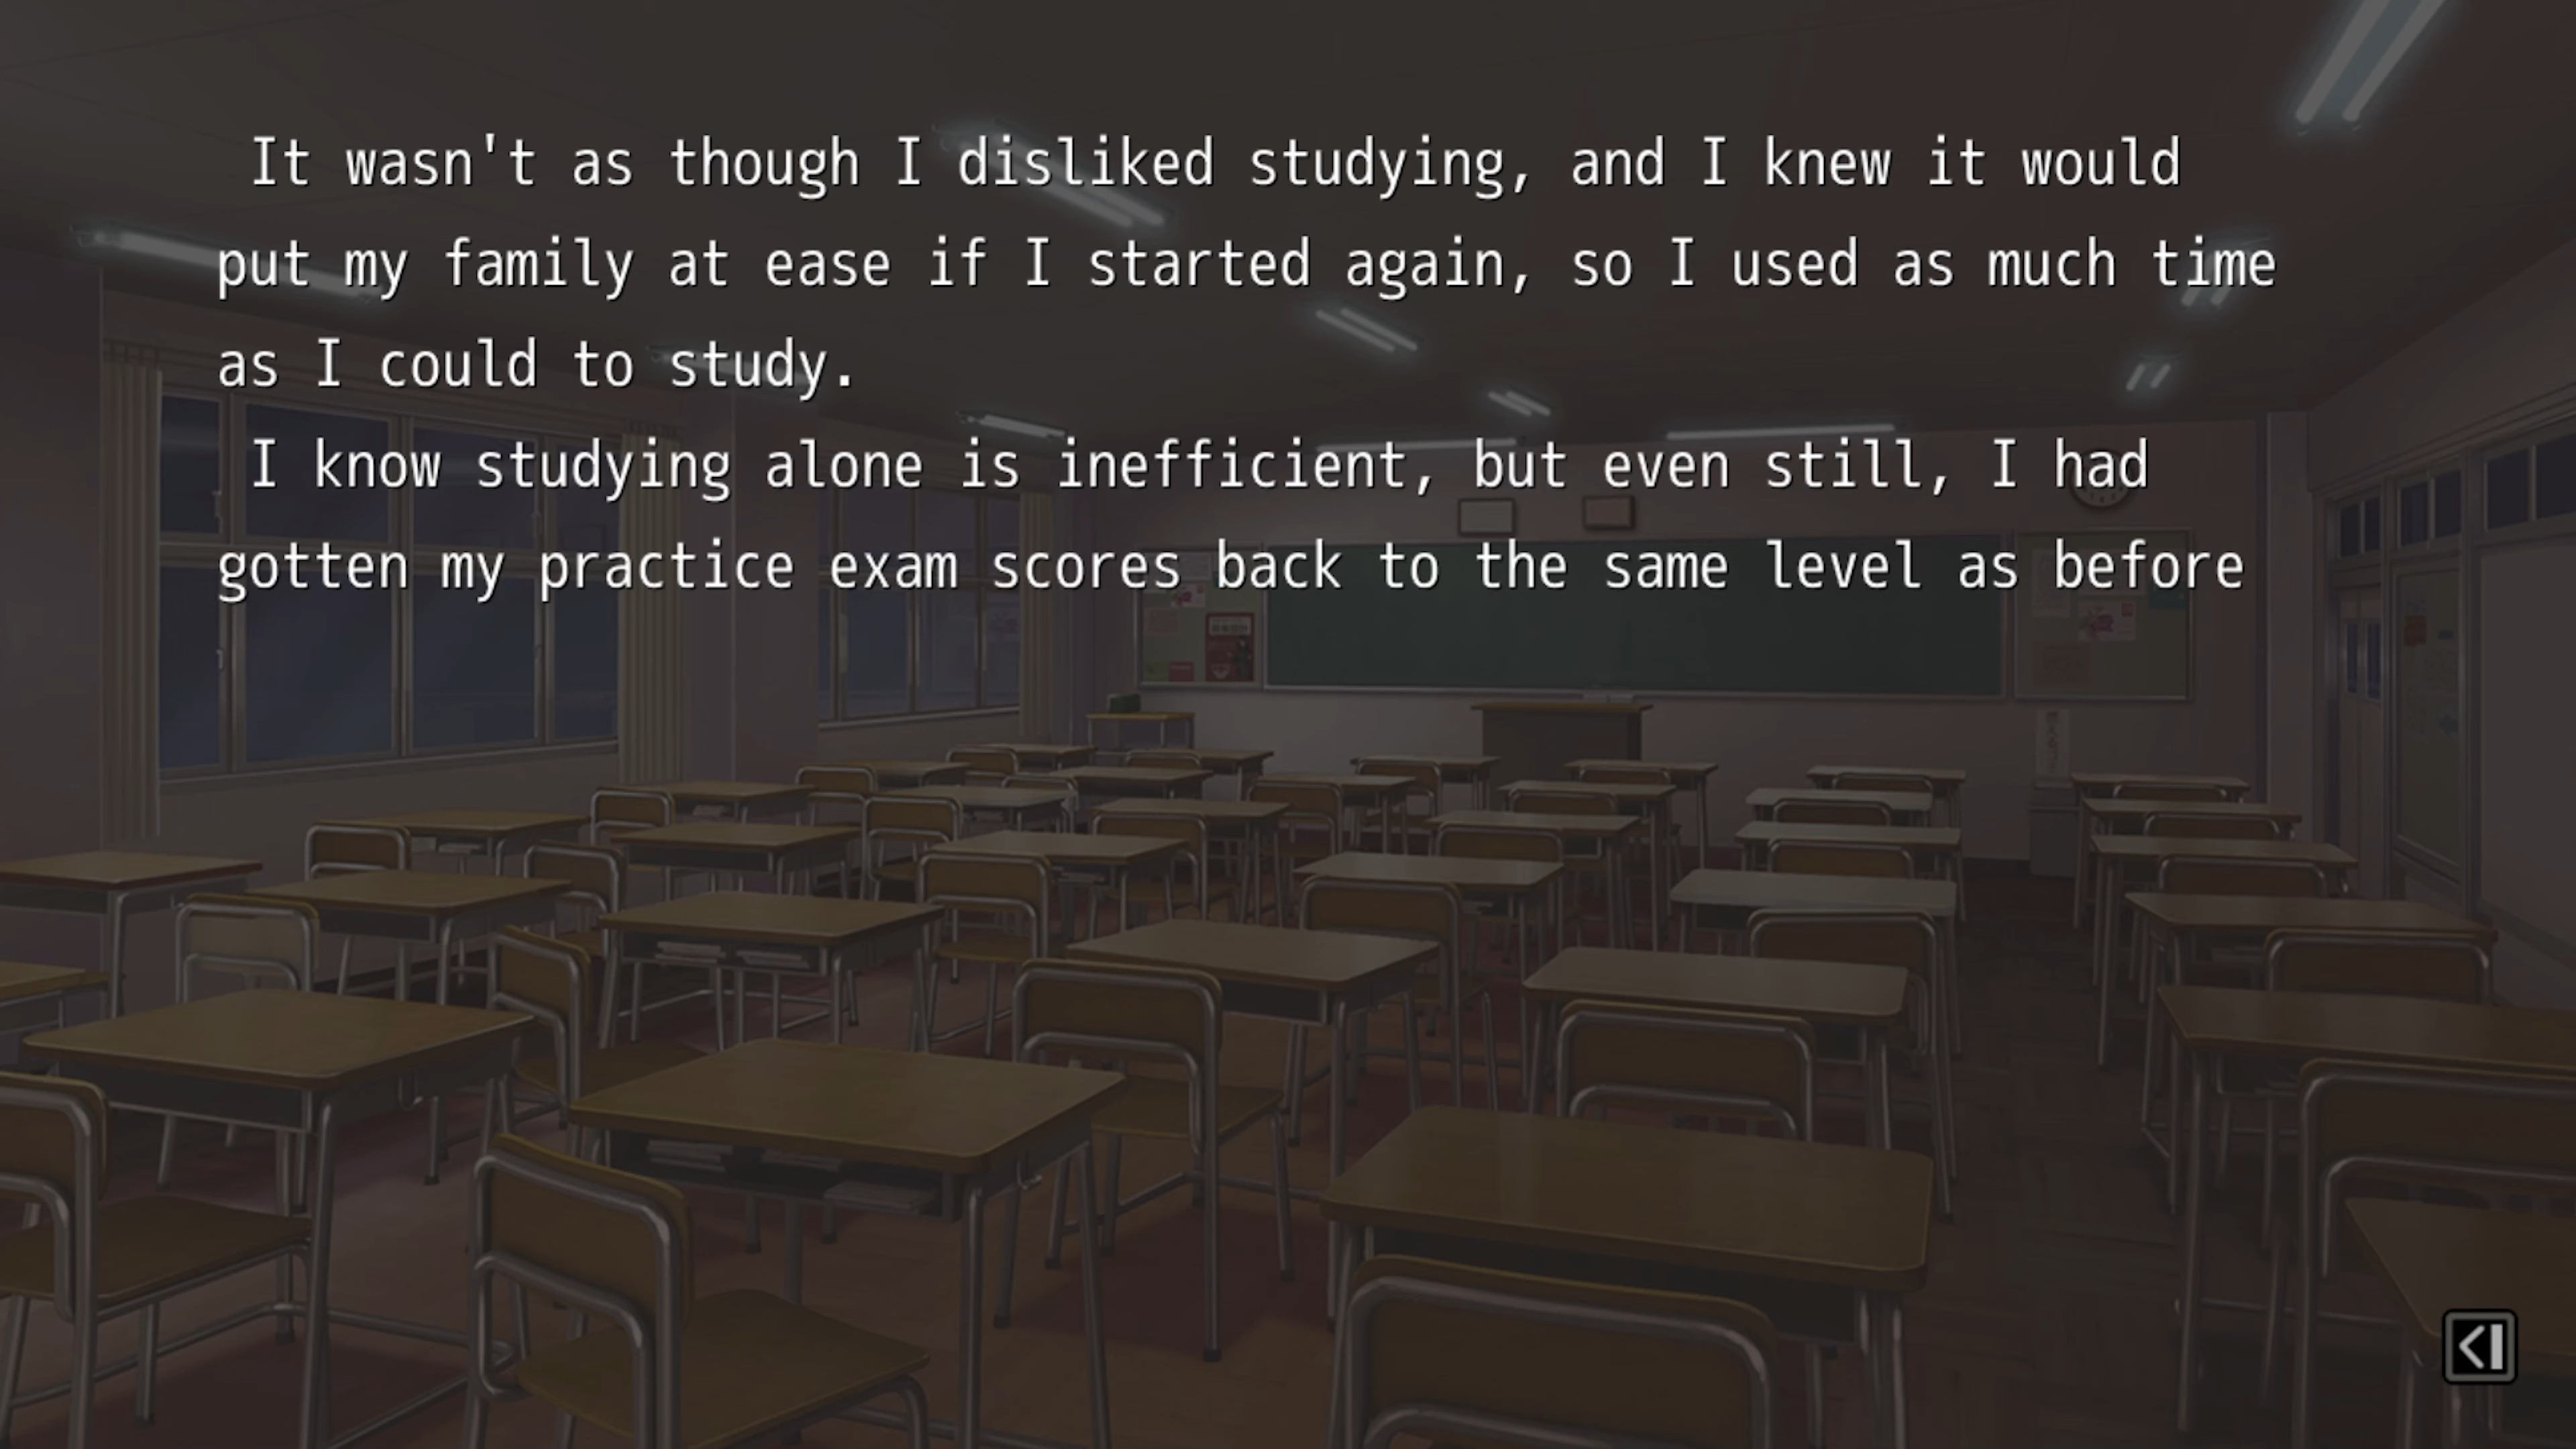 It wasn't as though I disliked studying, and I knew it would
put my family at ease if I started again, so I used as much time
as I could to study.
I know studying alone is inefficient, but even still, I had
gotten my practice exam scores back to the same level as before